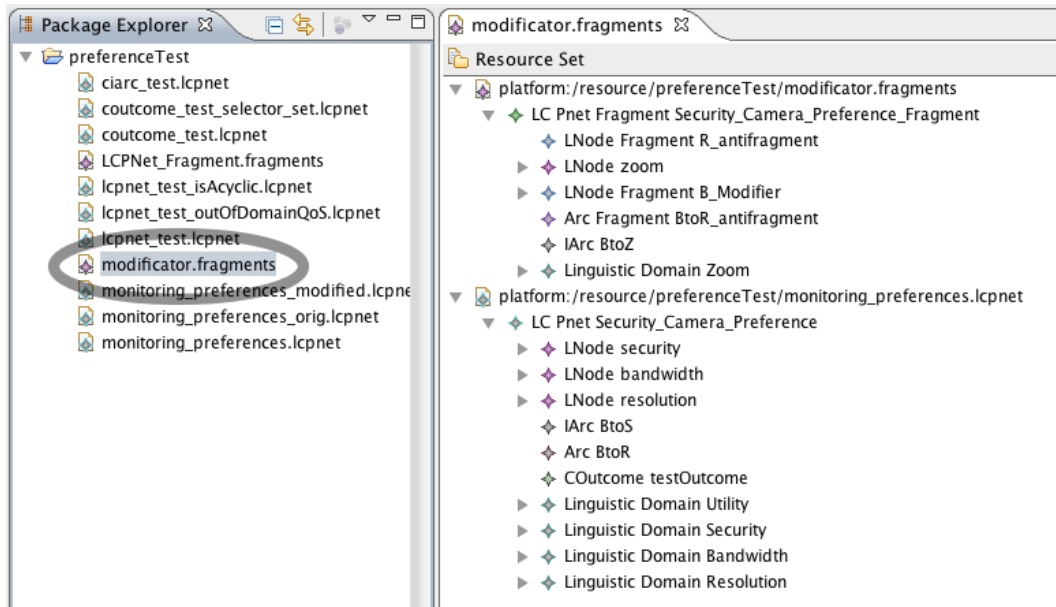 Package Explorer
preferenceTest
ciarc_test.lcpnet
coutcome_test_selector_set.lcpnet
coutcome_test.lcpnet
LCPNet_Fragment.fragments
lcpnet_test_isAcyclic.lcpnet
lcpnet_test_outOfDomainQoS.lcpnet
lcpnet_test.lcpnet
modificator.fragments
monitoring_preferences_modified.lcpne
monitoring_preferences_orig.lcpnet
monitoring_preferences.lcpnet
modificator.fragments
Resource Set
platform:/resource/preferenceTest/modificator.fragments
LC Pnet Fragment Security_Camera_Preference_Fragment
LNode Fragment R_antifragment
LNode zoom
LNode Fragment B_Modifier
Arc Fragment BtoR_antifragment
IArc BtoZ
Linguistic Domain Zoom
platform:/resource/preferenceTest/monitoring_preferences.lcpnet
LC Pnet Security_Camera_Preference
LNode security
LNode bandwidth
LNode resolution
IArc BtoS
Arc BtoR
COutcome testOutcome
Linguistic Domain Utility
Linguistic Domain Security
Linguistic Domain Bandwidth
Linguistic Domain Resolution